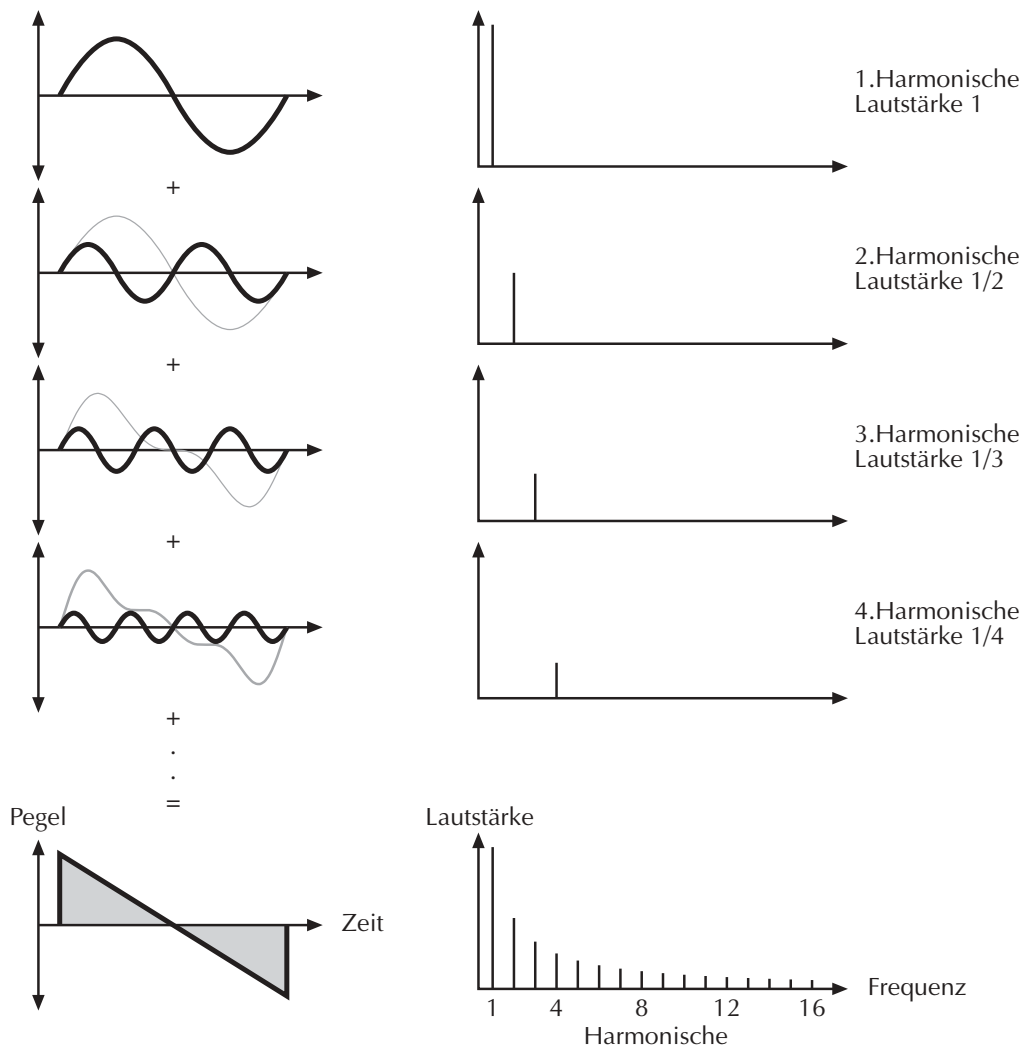 1.Harmonische
Lautstärke 1
+
2.Harmonische
Lautstärke 1/2
+
3.Harmonische
Lautstärke 1/3
+
4.Harmonische
Lautstärke 1/4
+
.
.
=
Pegel
Zeit
Lautstärke
Frequenz
1 4 8 12 16
Harmonische